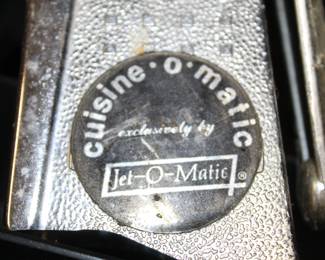 cuisine·o·matic
exclusively by
Jet-O-Matic ®